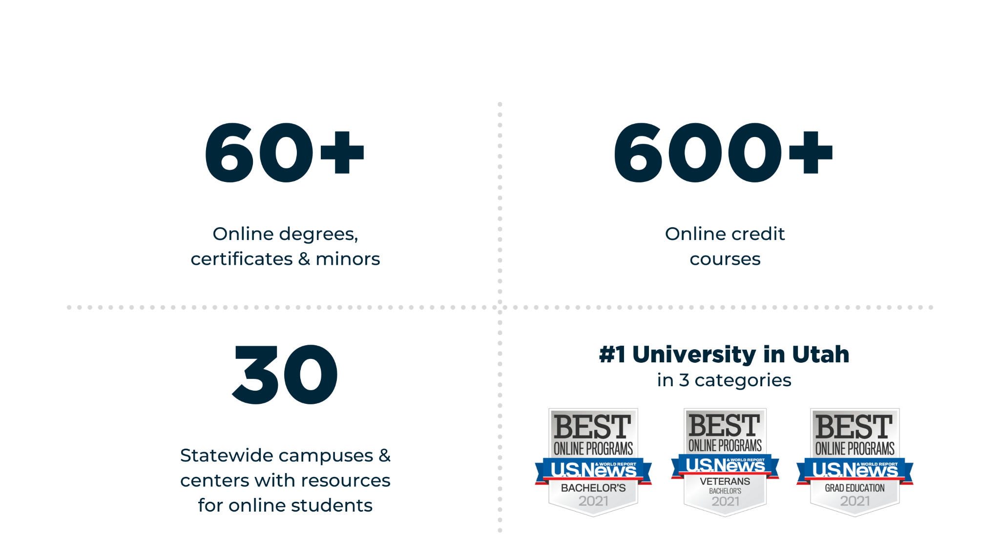 60+
Online degrees,
certificates & minors
600+
Online credit
courses
30
Statewide campuses &
centers with resources
for online students
#1 University in Utah
in 3 categories
BEST
ONLINE PROGRAMS
U.S.News & WORLD REPORT
BACHELOR'S
2021
BEST
ONLINE PROGRAMS
U.S.News & WORLD REPORT
VETERANS
BACHELOR'S
2021
BEST
ONLINE PROGRAMS
U.S.News & WORLD REPORT
GRAD EDUCATION
2021